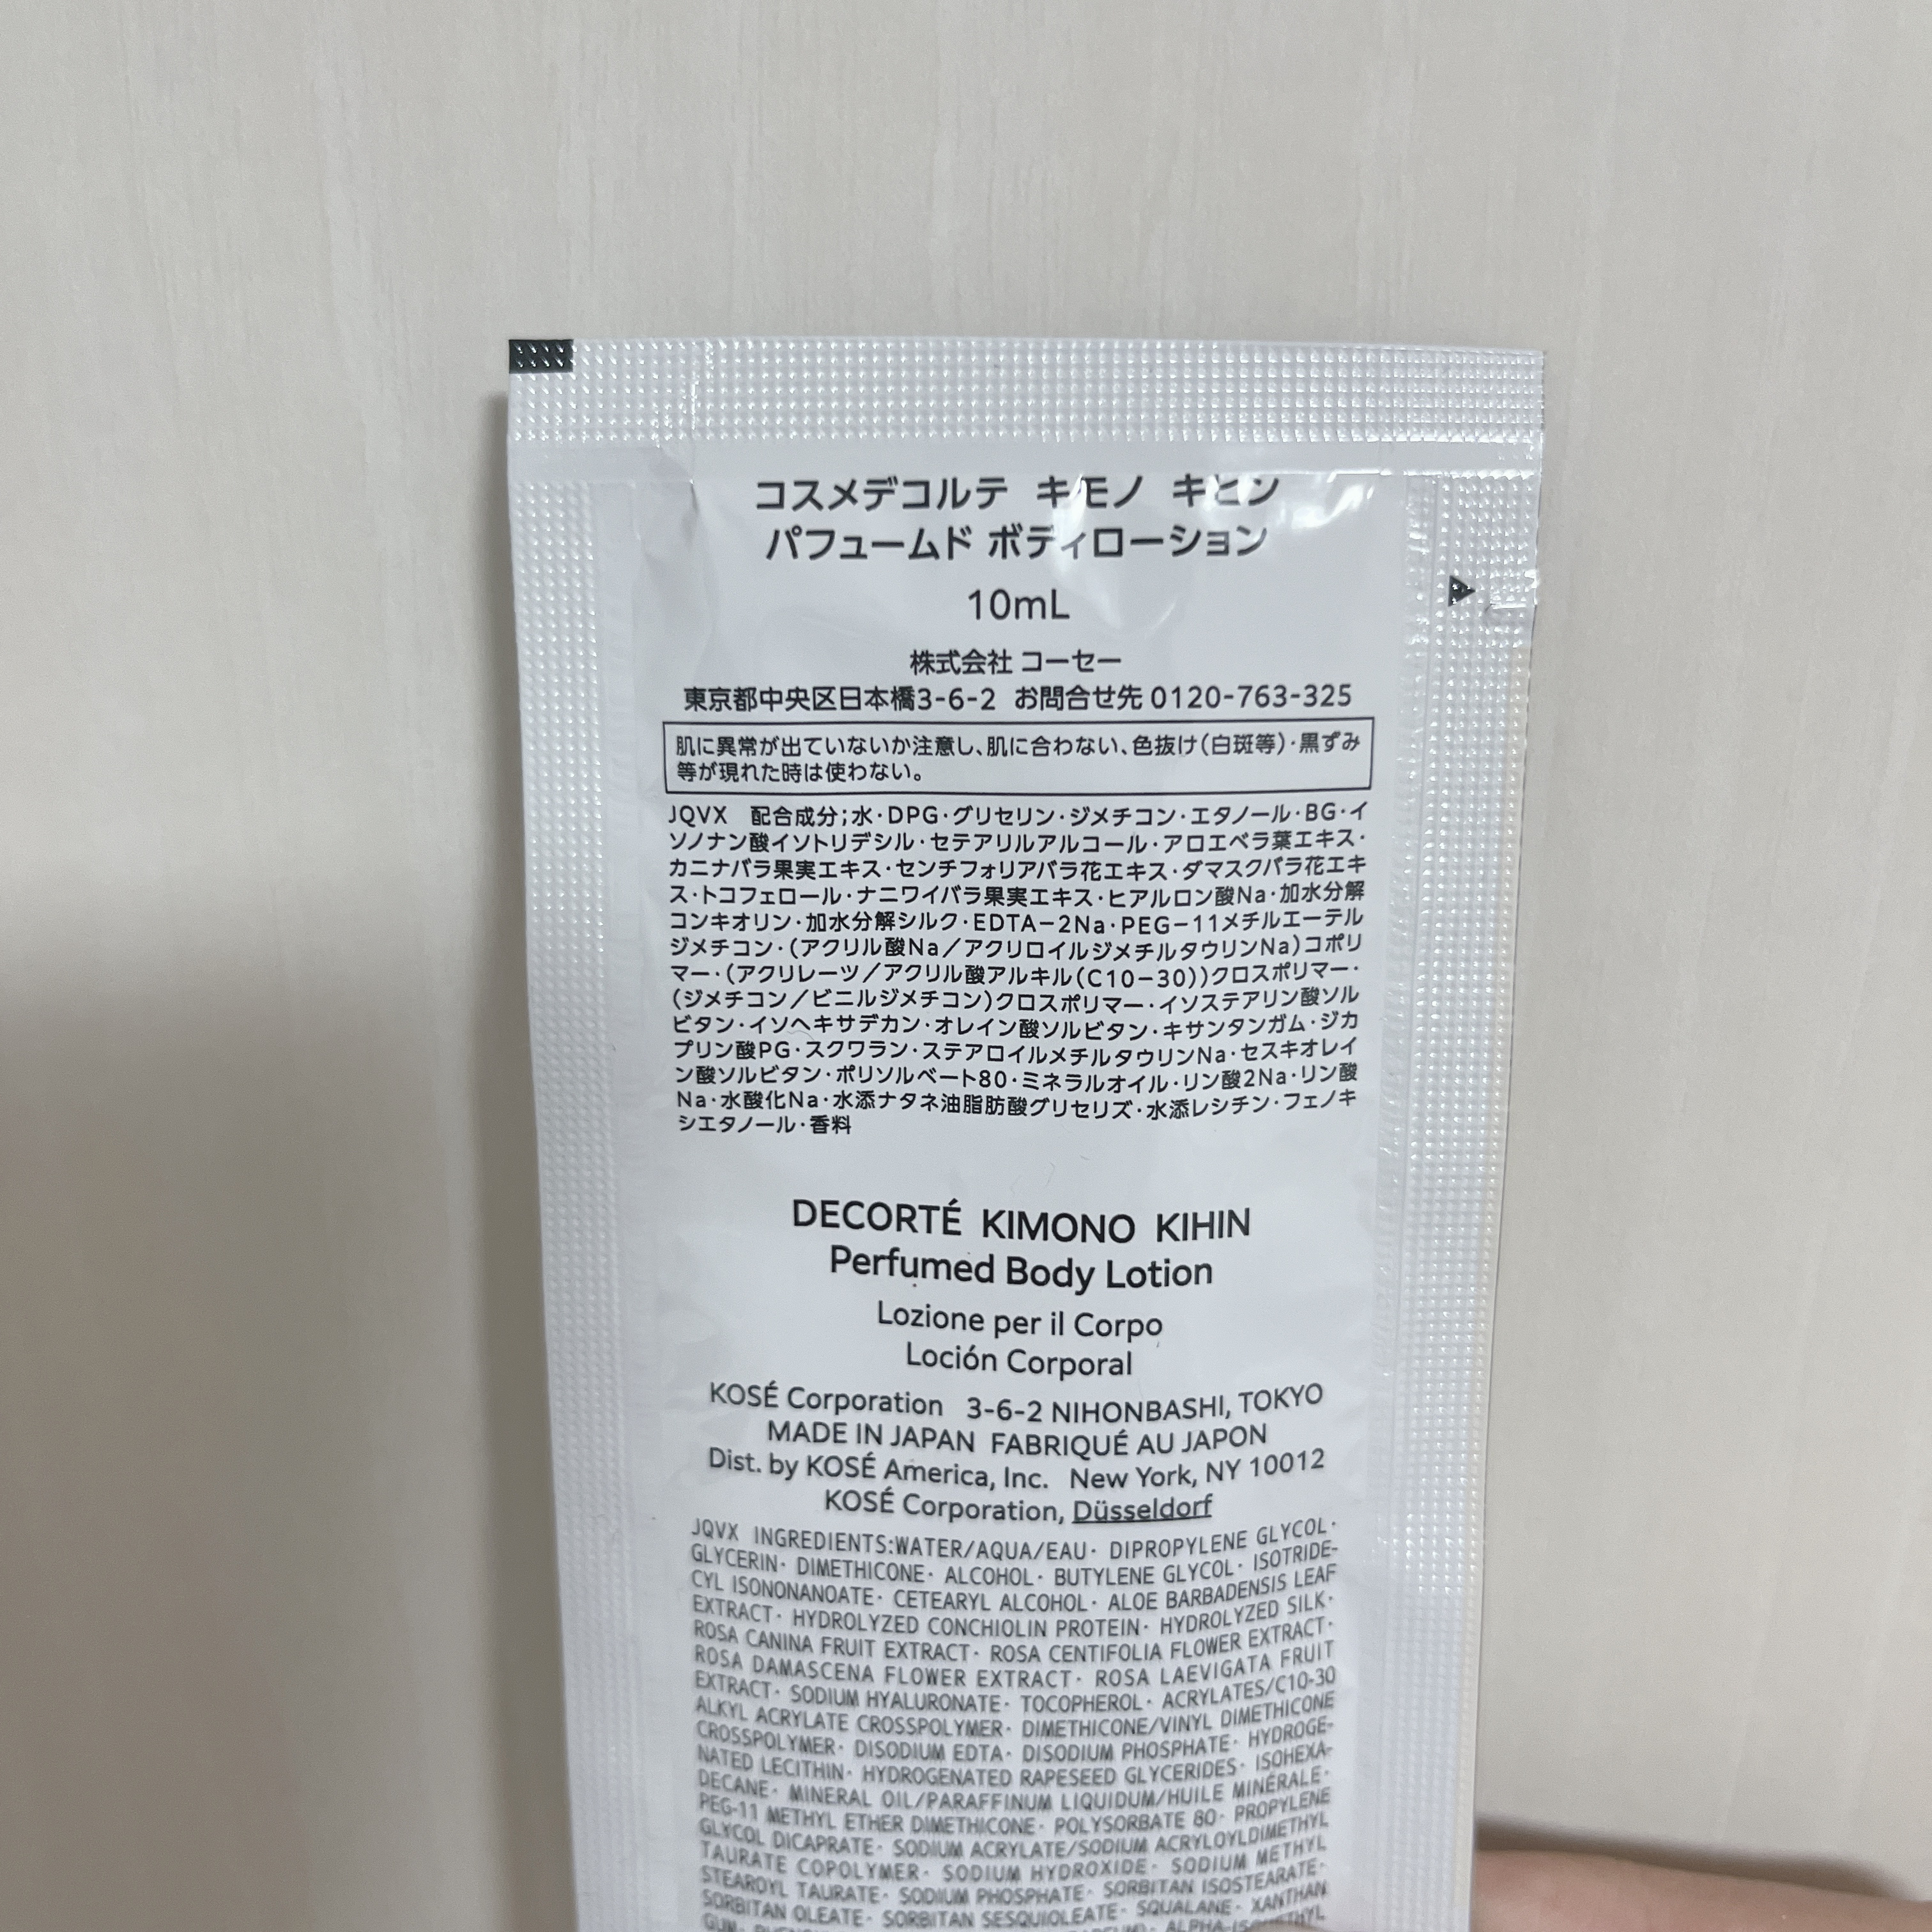 コスメデコルテ キモノ キヒン
パフュームド ボディローション
10mL
株式会社 コーセー
東京都中央区日本橋3-6-2 お問合せ先 0120-763-325
肌に異常が出ていないか注意し、肌に合わない、色抜け(白斑等)・黒ずみ
等が現れた時は使わない。
JQVX 配合成分;水・DPG・グリセリン・ジメチコン・エタノール・BG・イ
ソノナン酸イソトリデシル・セテアリルアルコール・アロエベラ葉エキス・
カニナバラ果実エキス・センチフォリアバラ花エキス・ダマスクバラ花エキ
ス・トコフェロール・ナニワイバラ果実エキス・ヒアルロン酸Na・加水分解
コンキオリン・加水分解シルク・EDTA−2Na・PEG−11メチルエーテル
ジメチコン・(アクリル酸Na/アクリロイルジメチルタウリンNa)コポリ
マー・(アクリレーツ/アクリル酸アルキル(C10−30))クロスポリマー・
(ジメチコン/ビニルジメチコン)クロスポリマー・イソステアリン酸ソル
ビタン・イソヘキサデカン・オレイン酸ソルビタン・キサンタンガム・ジカ
プリン酸PG・スクワラン・ステアロイルメチルタウリンNa・セスキオレイ
ン酸ソルビタン・ポリソルベート80・ミネラルオイル・リン酸2Na・リン酸
Na・水酸化Na・水添ナタネ油脂肪酸グリセリズ・水添レシチン・フェノキ
シエタノール・香料
DECORTÉ KIMONO KIHIN
Perfumed Body Lotion
Lozione per il Corpo
Loción Corporal
KOSÉ Corporation 3-6-2 NIHONBASHI, TOKYO
MADE IN JAPAN FABRIQUÉ AU JAPON
Dist. by KOSÉ America, Inc. New York, NY 10012
KOSÉ Corporation, Düsseldorf
JQVX INGREDIENTS:WATER/AQUA/EAU・ DIPROPYLENE GLYCOL・
GLYCERIN・ DIMETHICONE・ ALCOHOL・ BUTYLENE GLYCOL・ ISOTRIDE-
CYL ISONONANOATE・ CETEARYL ALCOHOL・ ALOE BARBADENSIS LEAF
EXTRACT・ HYDROLYZED CONCHIOLIN PROTEIN・ HYDROLYZED SILK・
ROSA CANINA FRUIT EXTRACT・ ROSA CENTIFOLIA FLOWER EXTRACT・
ROSA DAMASCENA FLOWER EXTRACT・ ROSA LAEVIGATA FRUIT
EXTRACT・ SODIUM HYALURONATE・ TOCOPHEROL・ ACRYLATES/C10-30
ALKYL ACRYLATE CROSSPOLYMER・ DIMETHICONE/VINYL DIMETHICONE
CROSSPOLYMER・ DISODIUM EDTA・ DISODIUM PHOSPHATE・ HYDROGE-
NATED LECITHIN・ HYDROGENATED RAPESEED GLYCERIDES・ ISOHEXA-
DECANE・ MINERAL OIL/PARAFFINUM LIQUIDUM/HUILE MINÉRALE・
PEG-11 METHYL ETHER DIMETHICONE・ POLYSORBATE 80・ PROPYLENE
GLYCOL DICAPRATE・ SODIUM ACRYLATE/SODIUM ACRYLOYLDIMETHYL
TAURATE COPOLYMER・ SODIUM HYDROXIDE・ SODIUM METHYL
STEAROYL TAURATE・ SODIUM PHOSPHATE・ SORBITAN ISOSTEARATE・
SORBITAN OLEATE・ SORBITAN SESQUIOLEATE・ SQUALANE・ XANTHAN
GUM・